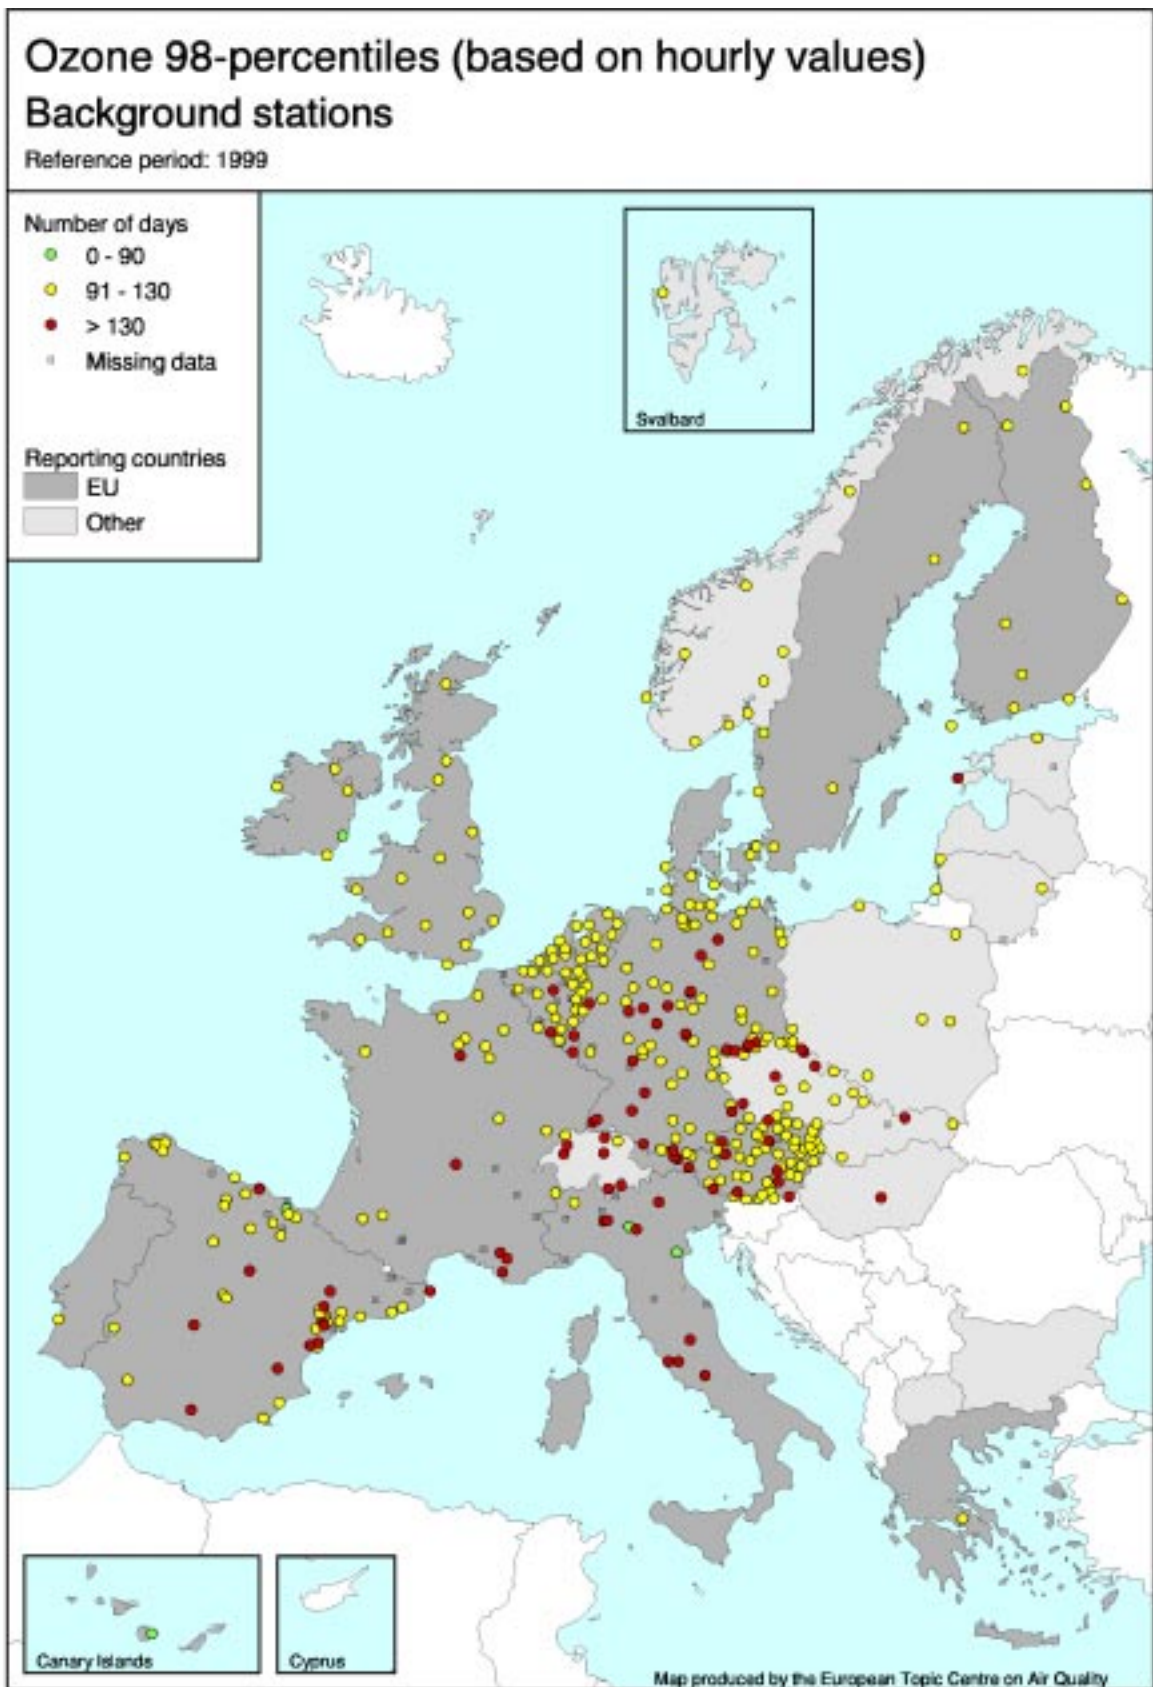 Ozone 98-percentiles (based on hourly values)
Background stations
Reference period: 1999
Number of days
0 - 90
91 - 130
> 130
Missing data
Reporting countries
EU
Other
Svalbard
Canary Islands
Cyprus
Map produced by the European Topic Centre on Air Quality